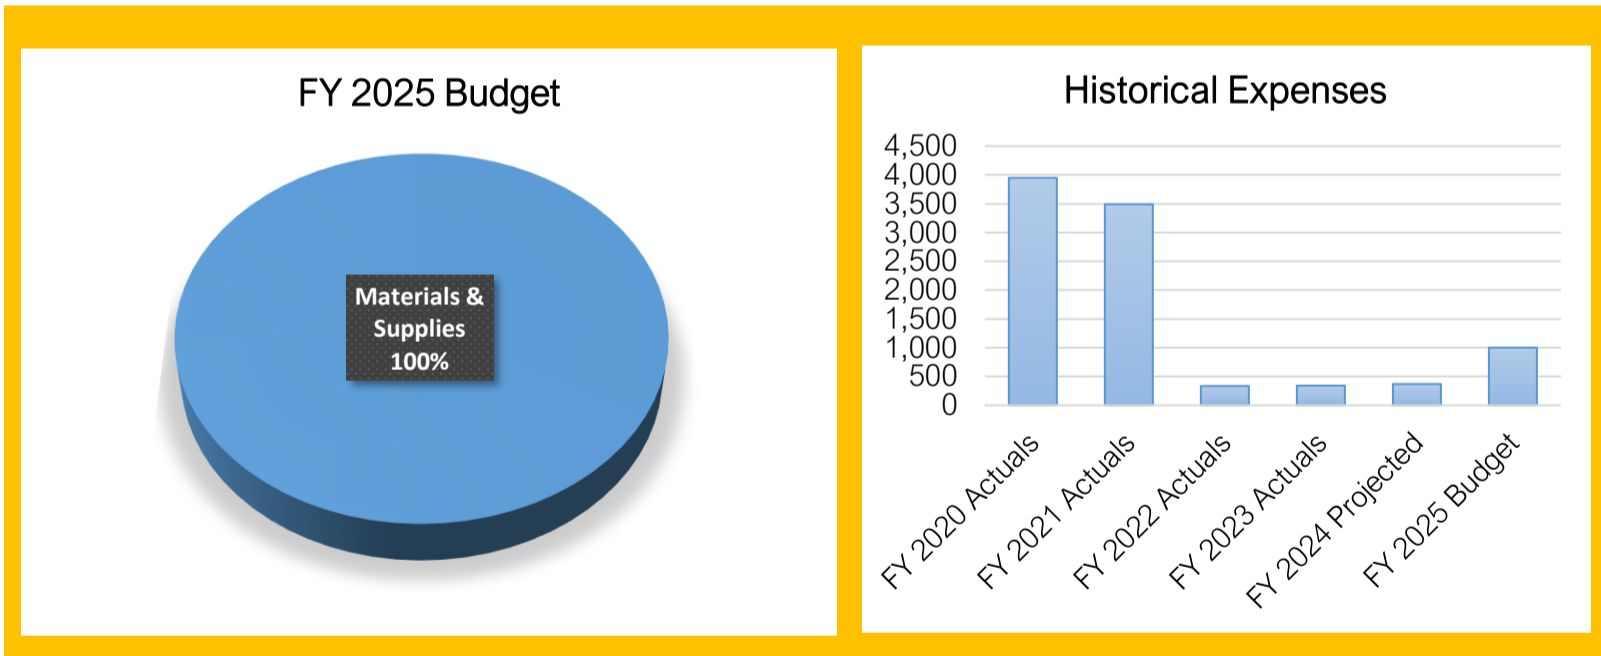 FY 2025 Budget
Materials &
Supplies
100%
Historical Expenses
4,500
4,000
3,500
3,000
2,500
2,000
1,500
1,000
500
0
FY 2020 Actuals
FY 2021 Actuals
FY 2022 Actuals
FY 2023 Actuals
FY 2024 Projected
FY 2025 Budget